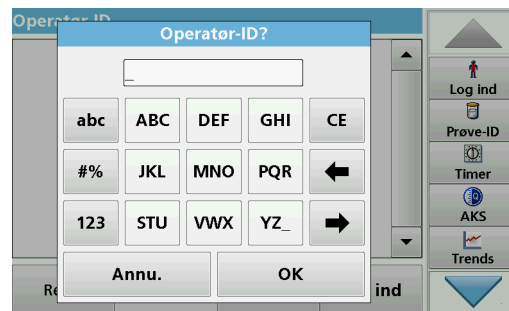 Operatør ID
Operatør-ID?
_
abc ABC DEF GHI CE
#% JKL MNO PQR
123 STU VWX YZ_
Annu. OK
Re ind
Log ind
Prøve-ID
Timer
AKS
Trends